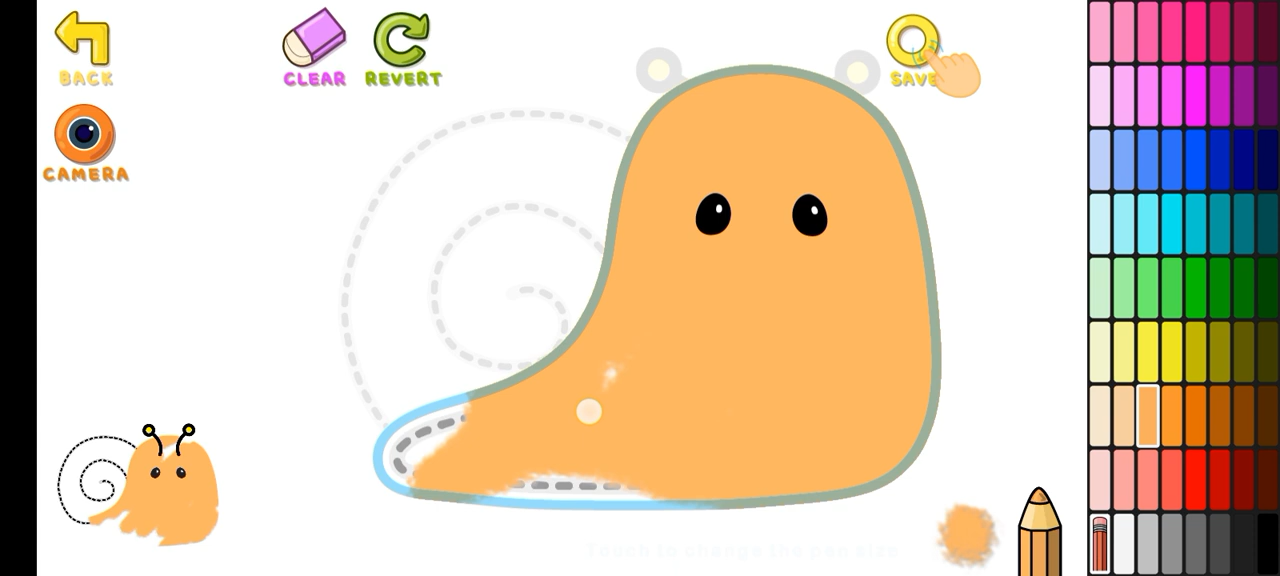 BACK
CLEAR
REVERT
SAVE
CAMERA
Touch to change the pen size